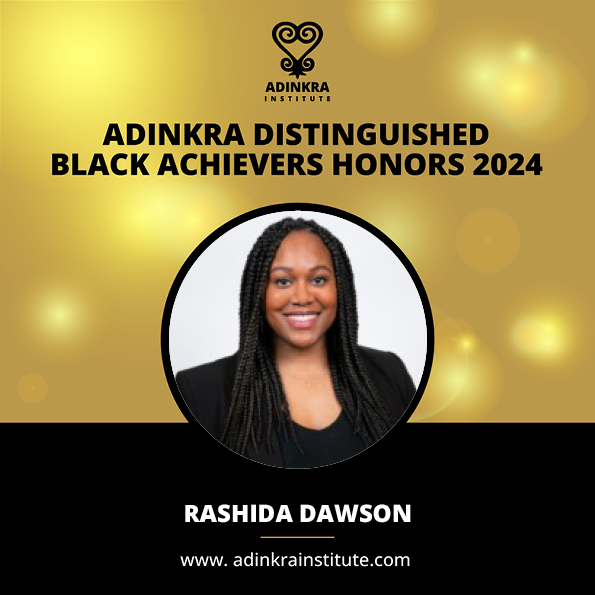 ADINKRA
INSTITUTE
ADINKRA DISTINGUISHED
BLACK ACHIEVERS HONORS 2024
RASHIDA DAWSON
www. adinkrainstitute.com